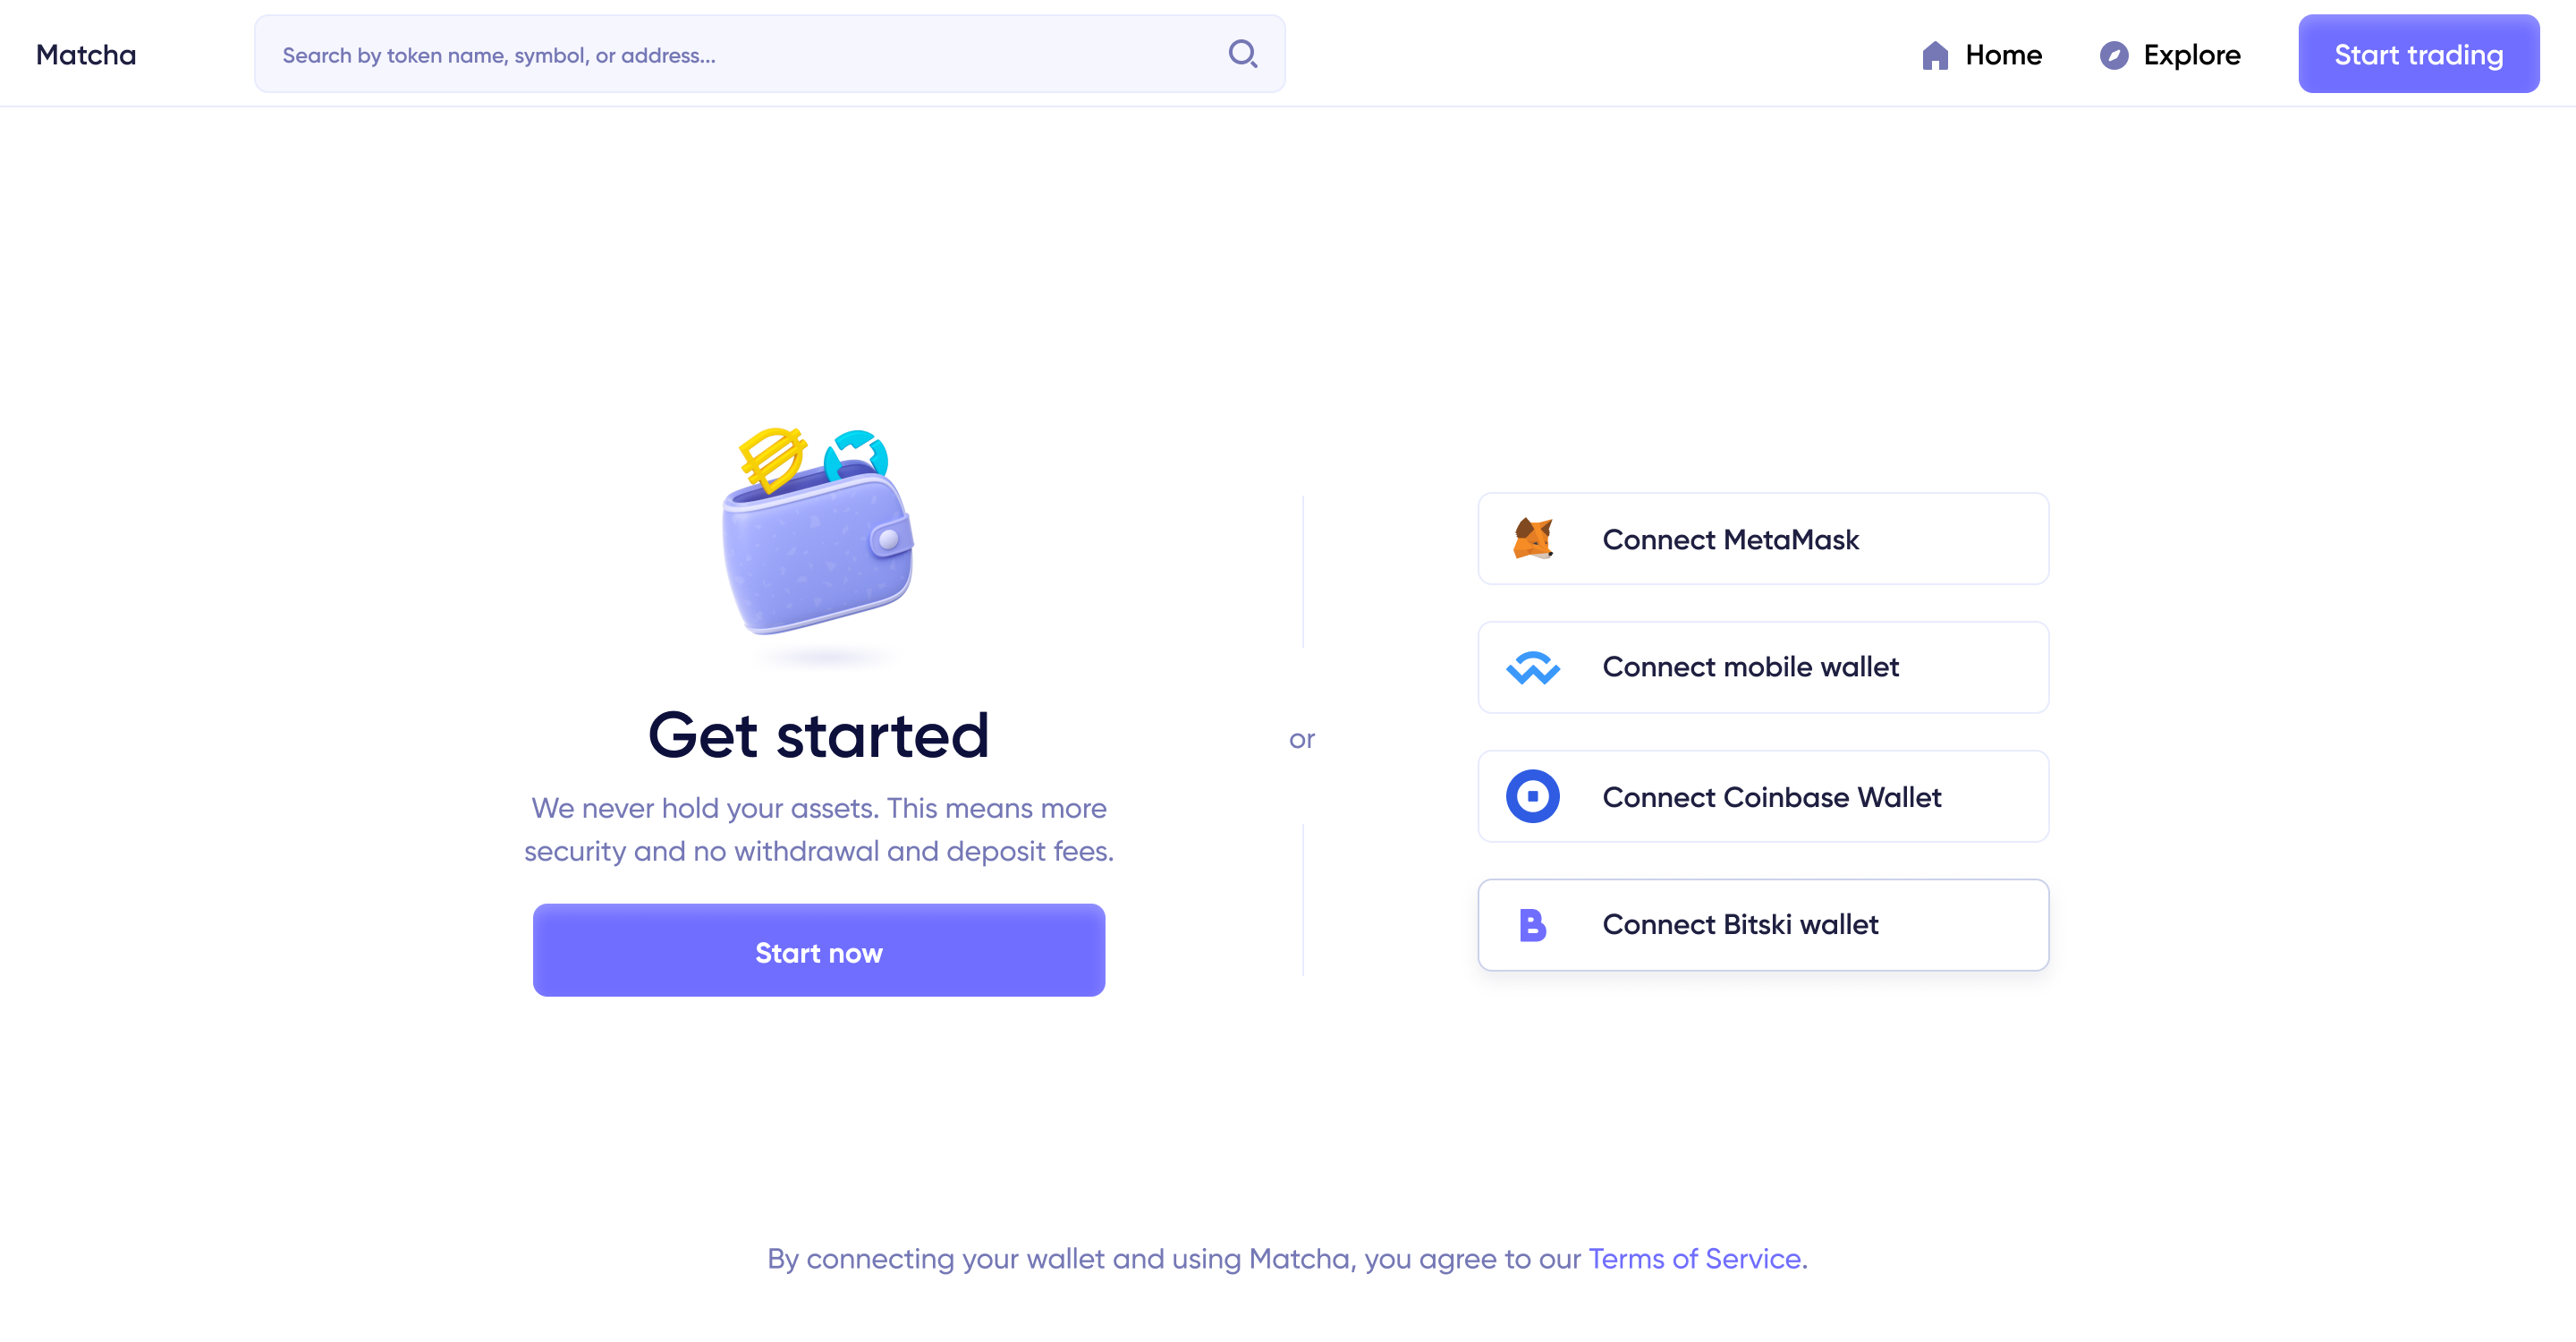 Matcha
Search by token name, symbol, or address...
Home
Explore
Start trading
Get started
We never hold your assets. This means more
security and no withdrawal and deposit fees.
Start now
or
Connect MetaMask
Connect mobile wallet
Connect Coinbase Wallet
B
Connect Bitski wallet
By connecting your wallet and using Matcha, you agree to our Terms of Service.